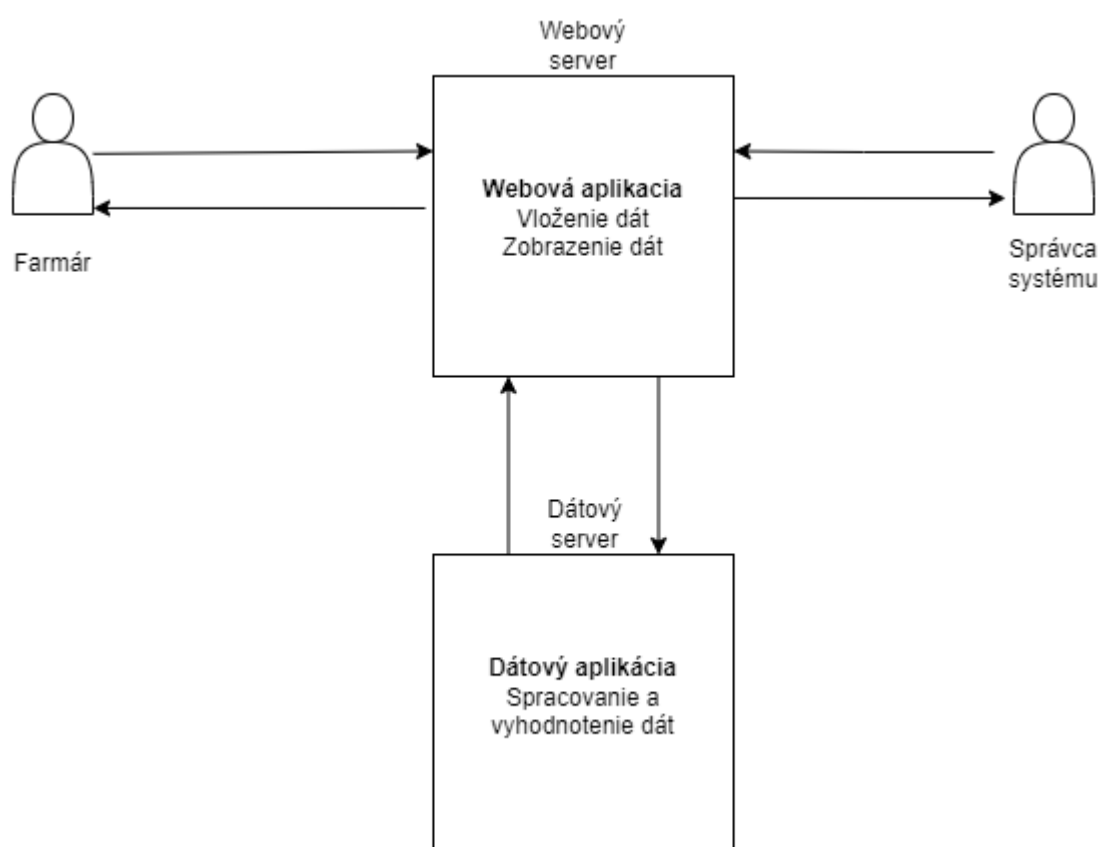 Webový
server
Webová aplikacia
Vloženie dát
Zobrazenie dát
Farmár
Správca
systému
Dátový
server
Dátový aplikácia
Spracovanie a
vyhodnotenie dát